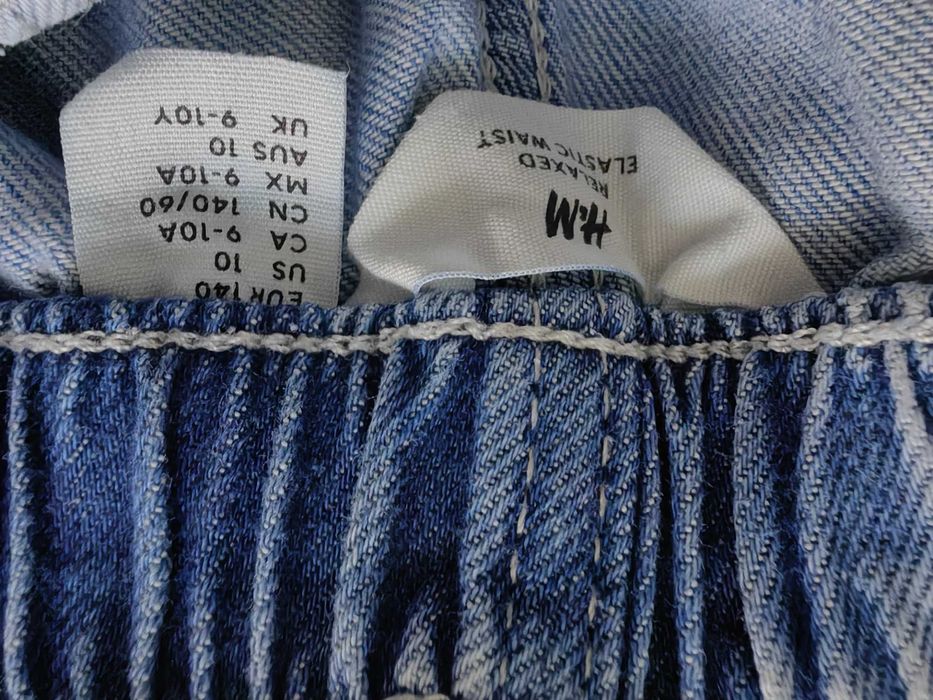 EUR 140
US 10
CA 9-10A
CN 140/60
MX 9-10A
AUS 10
UK 9-10Y
H&M
RELAXED
ELASTIC WAIST